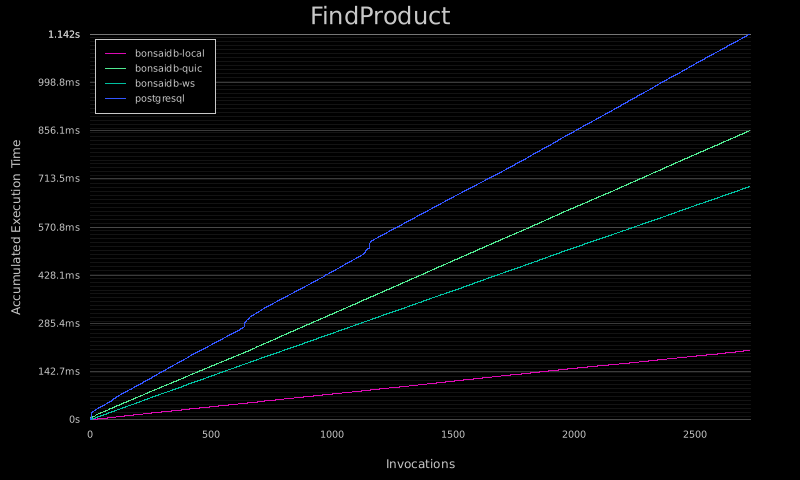 FindProduct
1.142s
998.8ms
856.1ms
713.5ms
570.8ms
428.1ms
285.4ms
142.7ms
0s
bonsaidb-local
bonsaidb-quic
bonsaidb-ws
postgresql
Accumulated Execution Time
0 500 1000 1500 2000 2500
Invocations